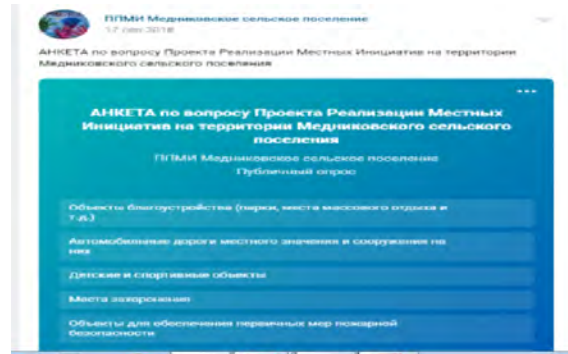 ППМИ Медниковское сельское поселение
17 сен 2018
АНКЕТА по вопросу Проекта Реализации Местных Инициатив на территории
Медниковского сельского поселения
АНКЕТА по вопросу Проекта Реализации Местных
Инициатив на территории Медниковского сельского
поселения
ППМИ Медниковское сельское поселение
Публичный опрос
Объекты благоустройства (парки, места массового отдыха и
т.д.)
Автомобильные дороги местного значения и сооружения на
них
Детские и спортивные объекты
Места захоронения
Объекты для обеспечения первичных мер пожарной
безопасности